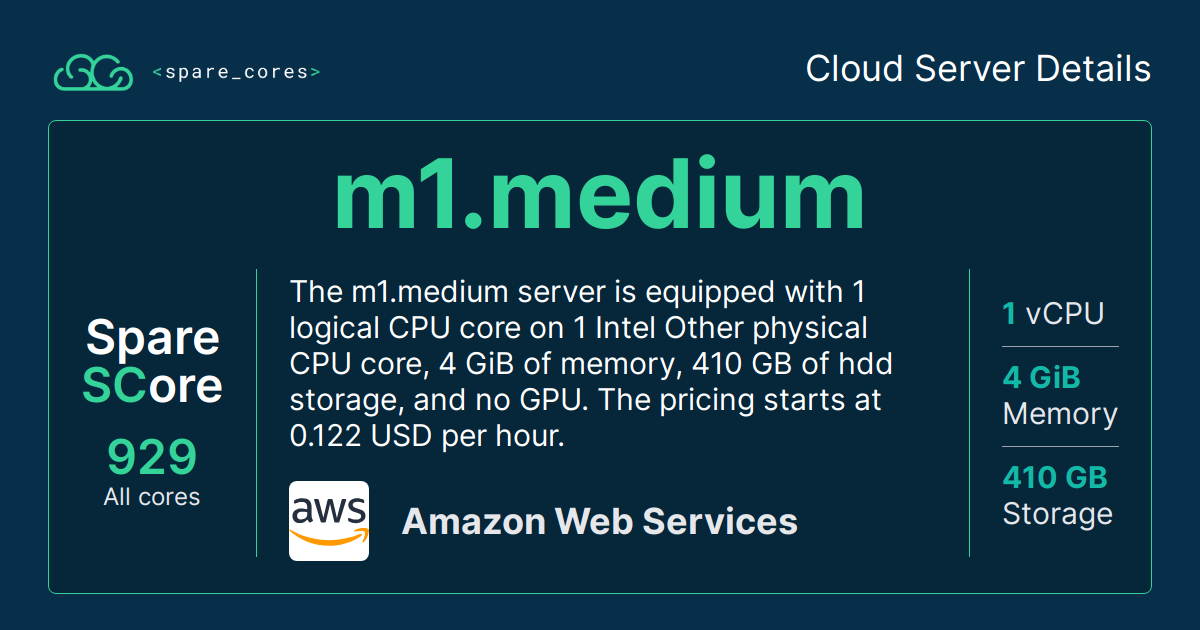 <spare_cores>
Cloud Server Details
m1.medium
Spare
SCore
929
All cores
The m1.medium server is equipped with 1
logical CPU core on 1 Intel Other physical
CPU core, 4 GiB of memory, 410 GB of hdd
storage, and no GPU. The pricing starts at
0.122 USD per hour.
aws
Amazon Web Services
1 vCPU
4 GiB
Memory
410 GB
Storage